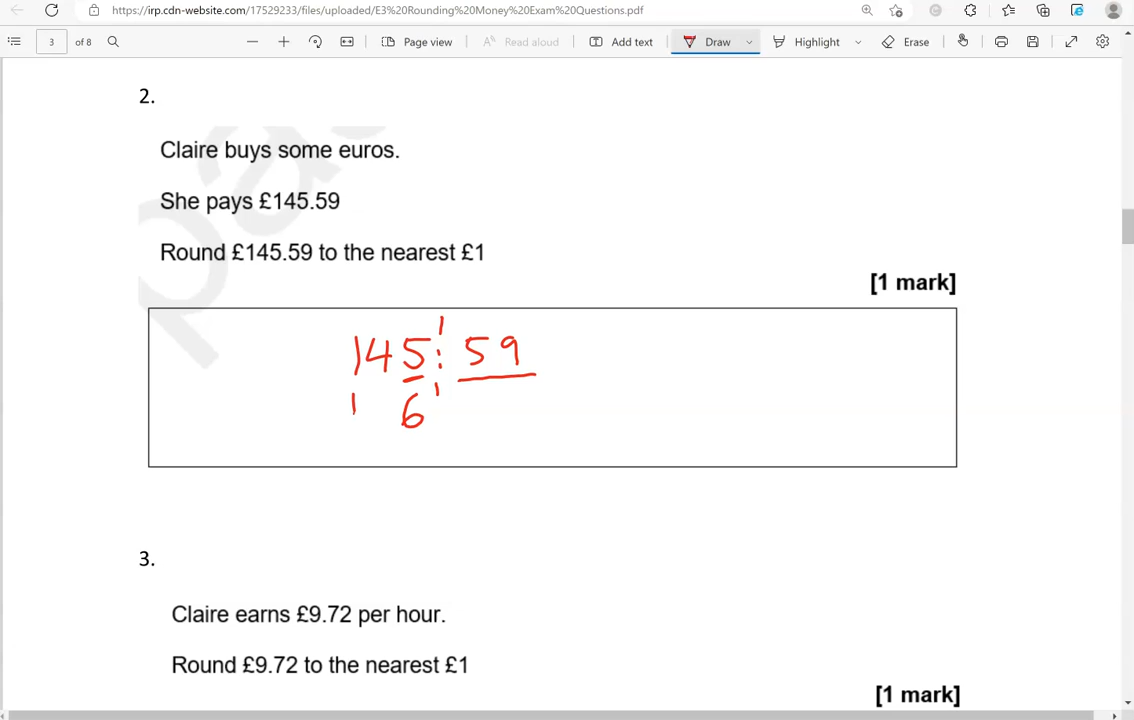 https://irp.cdn-website.com/17529233/files/uploaded/E3%20Rounding%20Money%20Exam%20Questions.pdf
3 of 8 Page view Read aloud Add text Draw Highlight Erase
2.
Claire buys some euros.
She pays £145.59
Round £145.59 to the nearest £1
[1 mark]
145:59
1 6
3.
Claire earns £9.72 per hour.
Round £9.72 to the nearest £1
[1 mark]